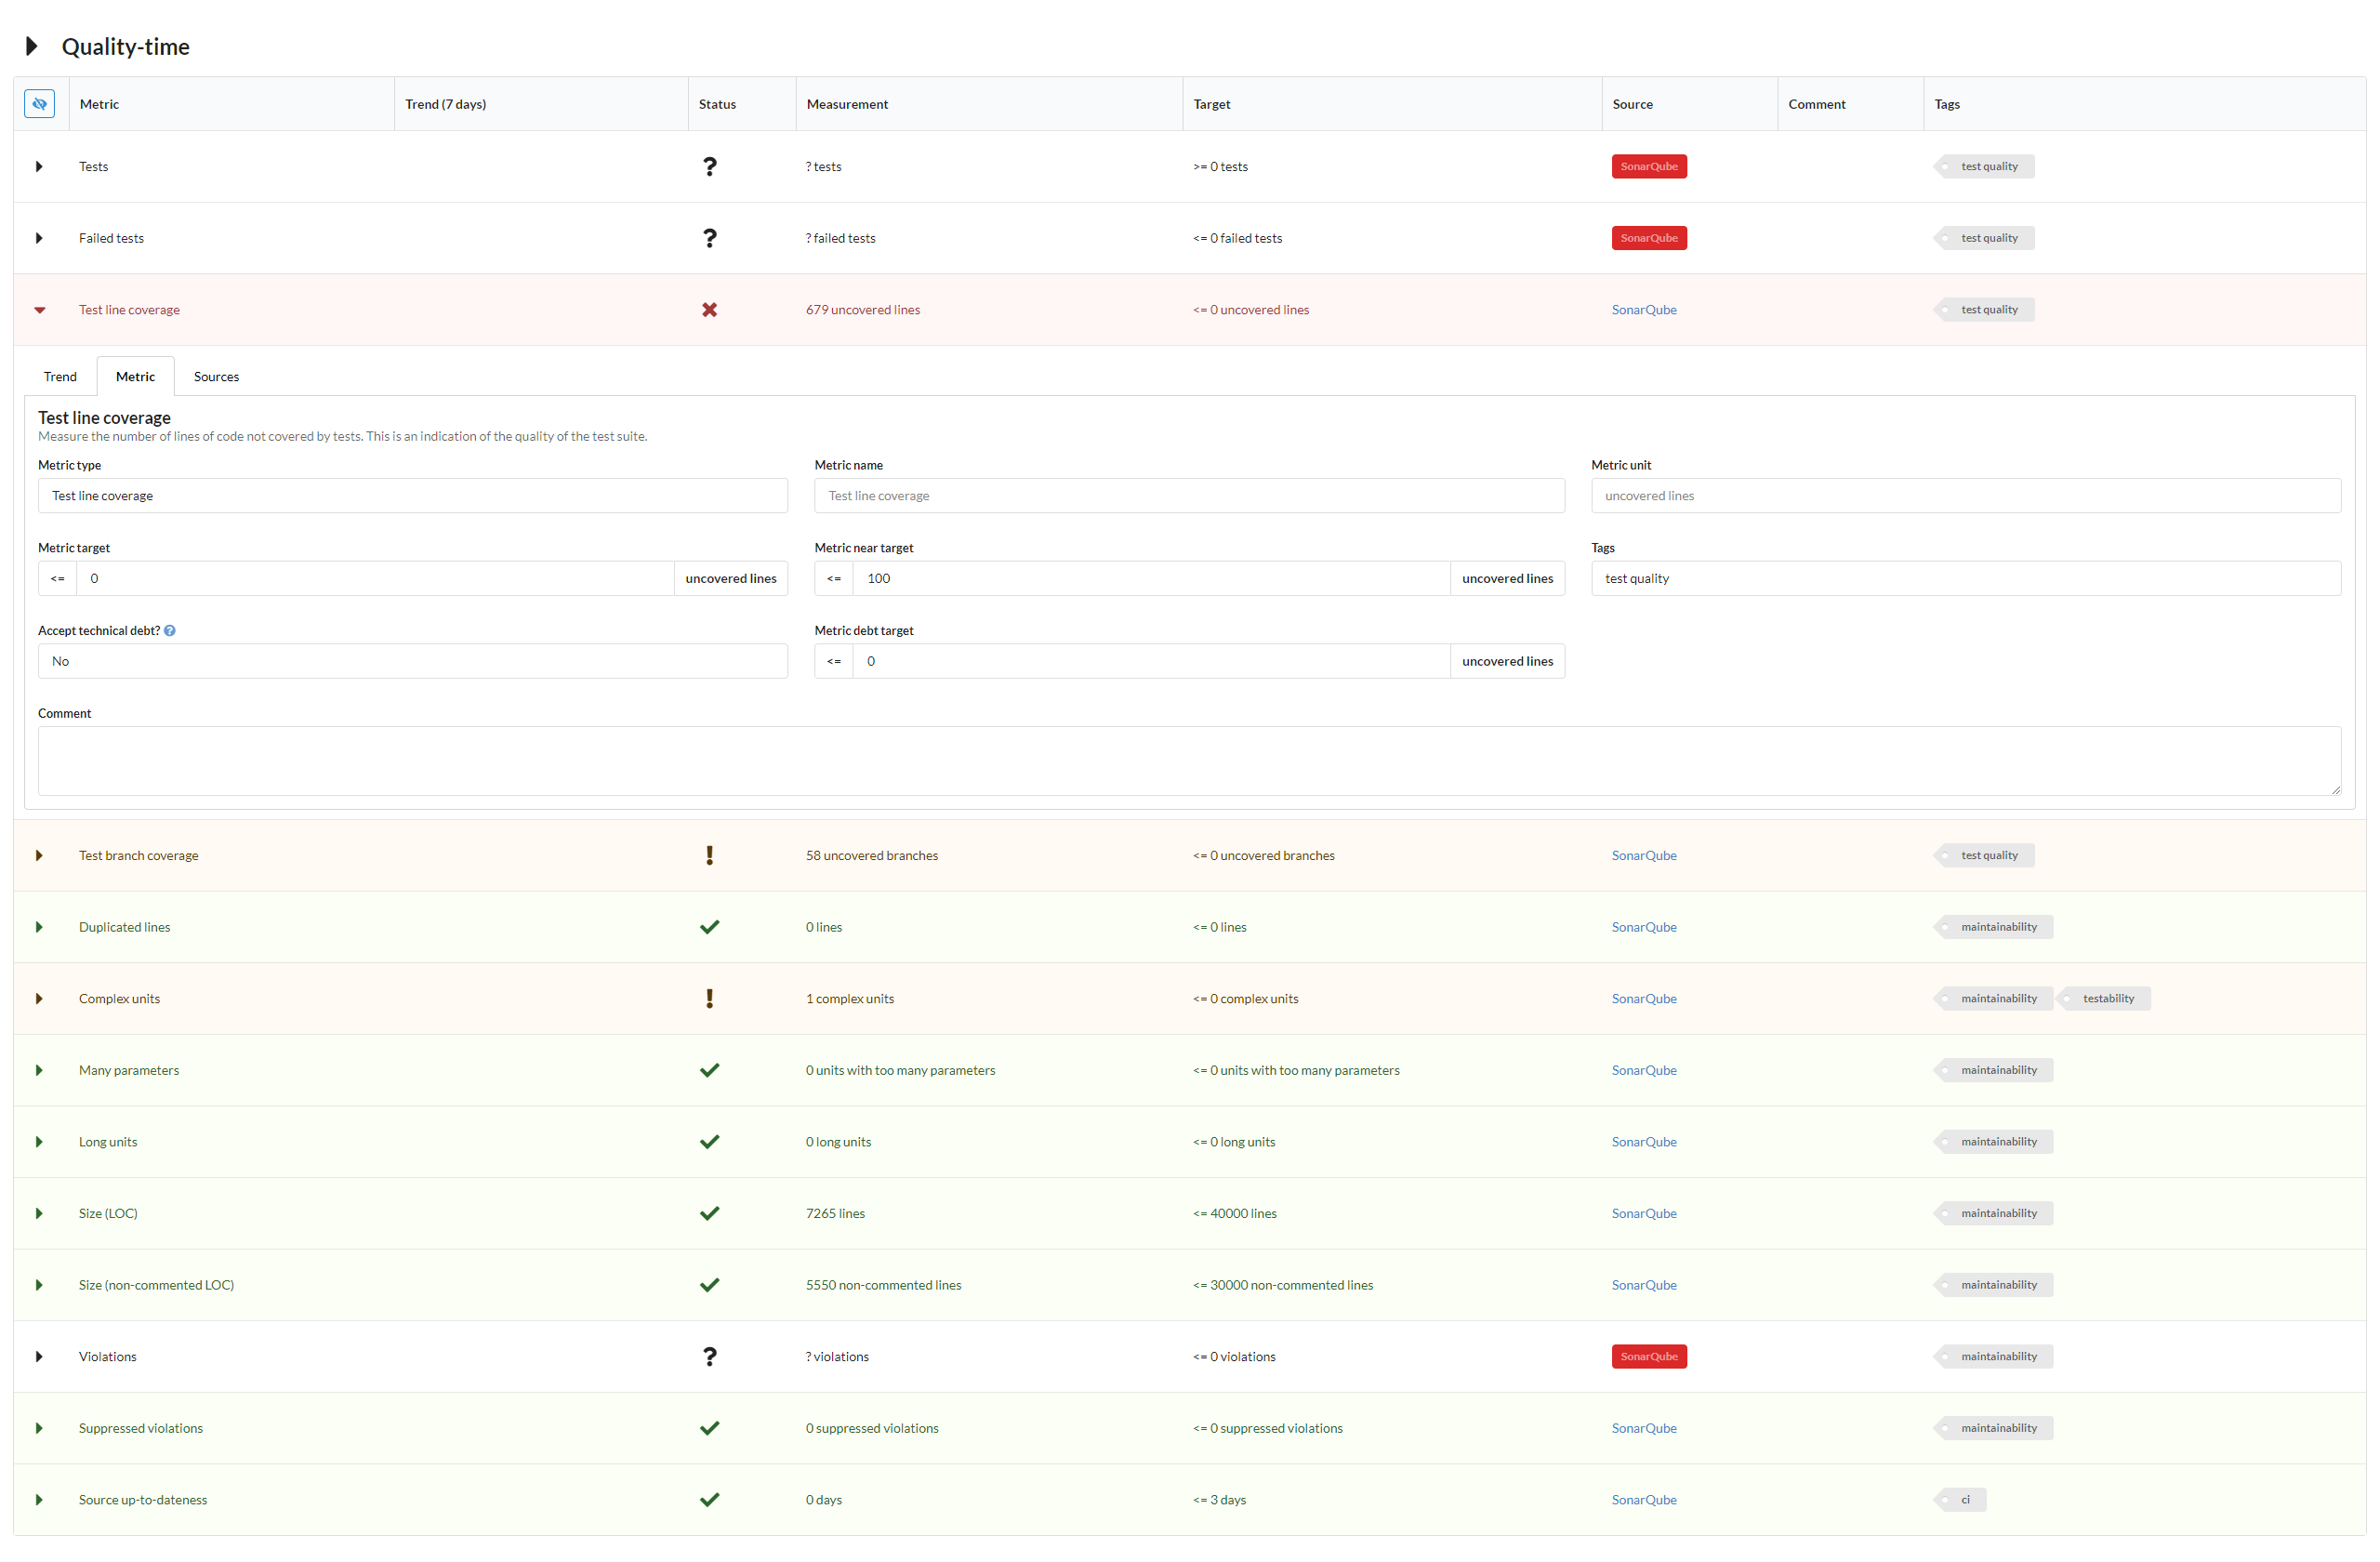 Quality-time
Metric Trend (7 days) Status Measurement Target Source Comment Tags
Tests ? ? tests >= 0 tests SonarQube test quality
Failed tests ? ? failed tests <= 0 failed tests SonarQube test quality
Test line coverage 679 uncovered lines <= 0 uncovered lines SonarQube test quality
Trend Metric Sources
Test line coverage
Measure the number of lines of code not covered by tests. This is an indication of the quality of the test suite.
Metric type Metric name Metric unit
Test line coverage Test line coverage uncovered lines
Metric target Metric near target Tags
<= 0 uncovered lines <= 100 uncovered lines test quality
Accept technical debt? ? Metric debt target
No <= 0 uncovered lines
Comment
Test branch coverage ! 58 uncovered branches <= 0 uncovered branches SonarQube test quality
Duplicated lines 0 lines <= 0 lines SonarQube maintainability
Complex units ! 1 complex units <= 0 complex units SonarQube maintainability testability
Many parameters 0 units with too many parameters <= 0 units with too many parameters SonarQube maintainability
Long units 0 long units <= 0 long units SonarQube maintainability
Size (LOC) 7265 lines <= 40000 lines SonarQube maintainability
Size (non-commented LOC) 5550 non-commented lines <= 30000 non-commented lines SonarQube maintainability
Violations ? ? violations <= 0 violations SonarQube maintainability
Suppressed violations 0 suppressed violations <= 0 suppressed violations SonarQube maintainability
Source up-to-dateness 0 days <= 3 days SonarQube ci